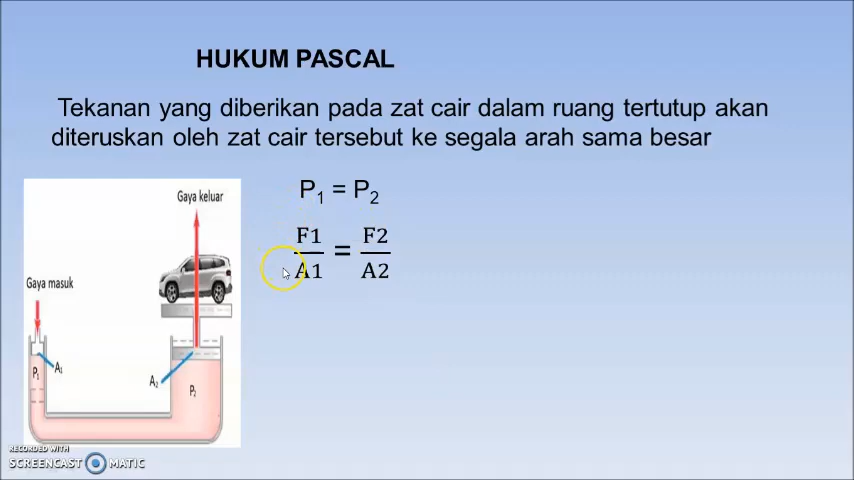 HUKUM PASCAL
Tekanan yang diberikan pada zat cair dalam ruang tertutup akan
diteruskan oleh zat cair tersebut ke segala arah sama besar
P1 = P2
F1 = F2
A1 A2
Gaya keluar
Gaya masuk
A1
P1
A2
P2
RECORDED WITH
SCREENCAST MATIC